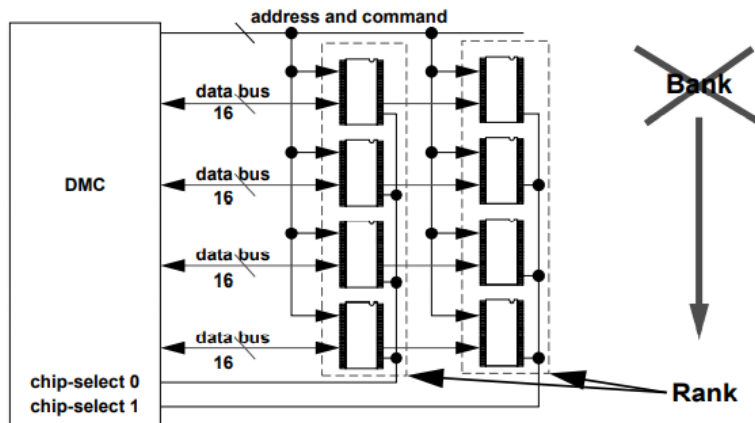 address and command
Bank
data bus
16
data bus
16
DMC
data bus
16
data bus
16
chip-select 0
chip-select 1
Rank